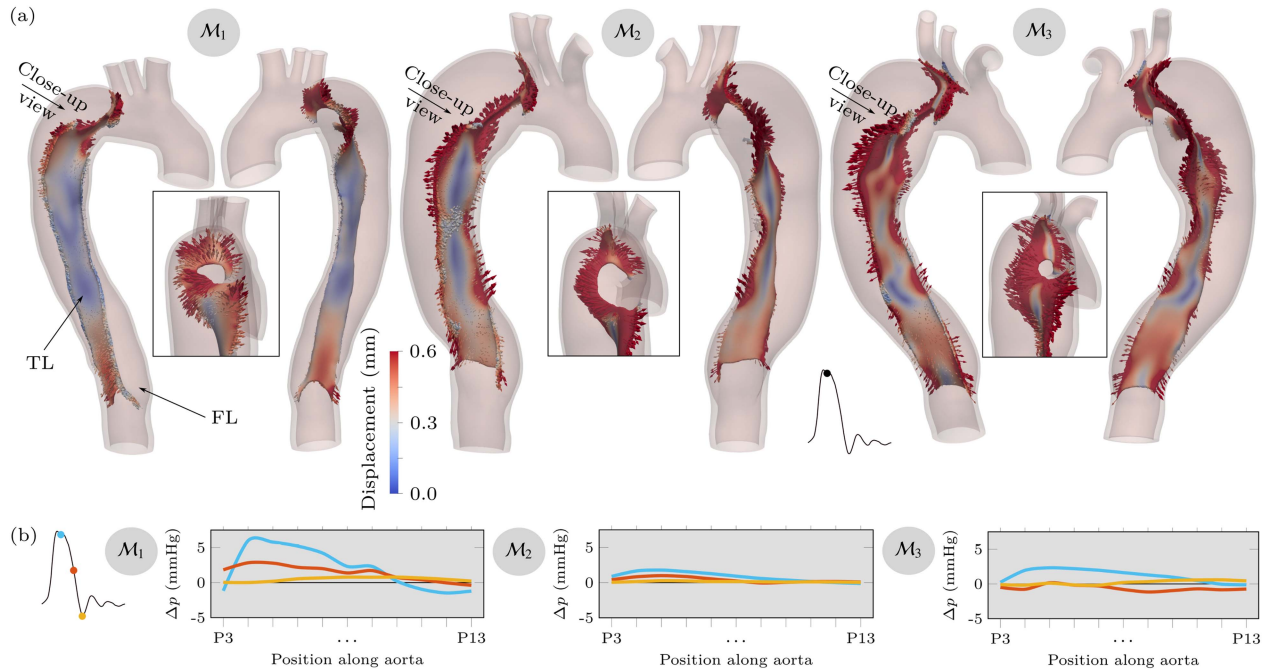 (a)
M₁
M₂
M₃
Close-up
view
Close-up
view
Close-up
view
TL
FL
Displacement (mm)
0.6
0.3
0.0
(b)
M₁
M₂
M₃
Δp (mmHg)
5
0
-5
P3 ... P13
Position along aorta
Δp (mmHg)
5
0
-5
P3 ... P13
Position along aorta
Δp (mmHg)
5
0
-5
P3 ... P13
Position along aorta